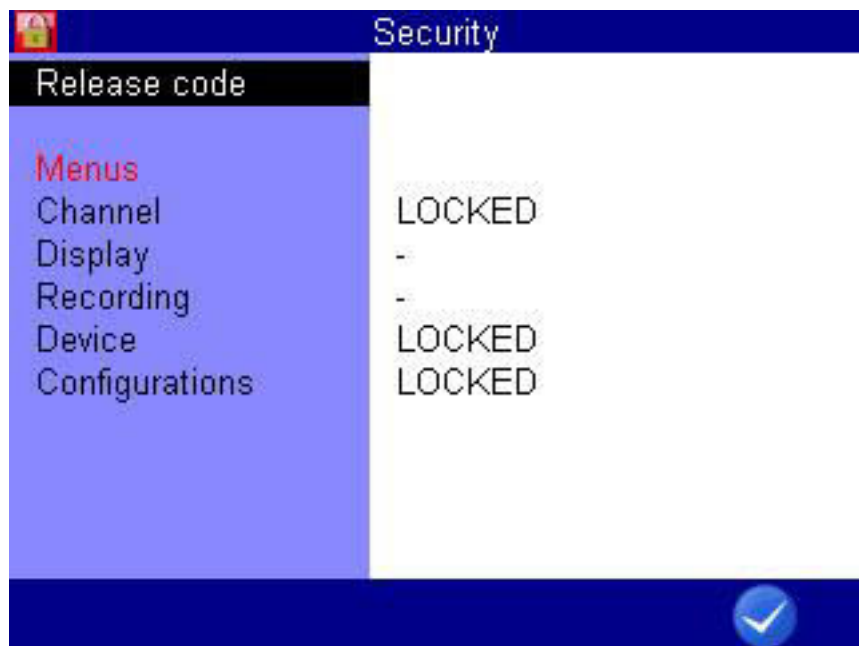 Security
Release code
Menus
Channel LOCKED
Display -
Recording -
Device LOCKED
Configurations LOCKED